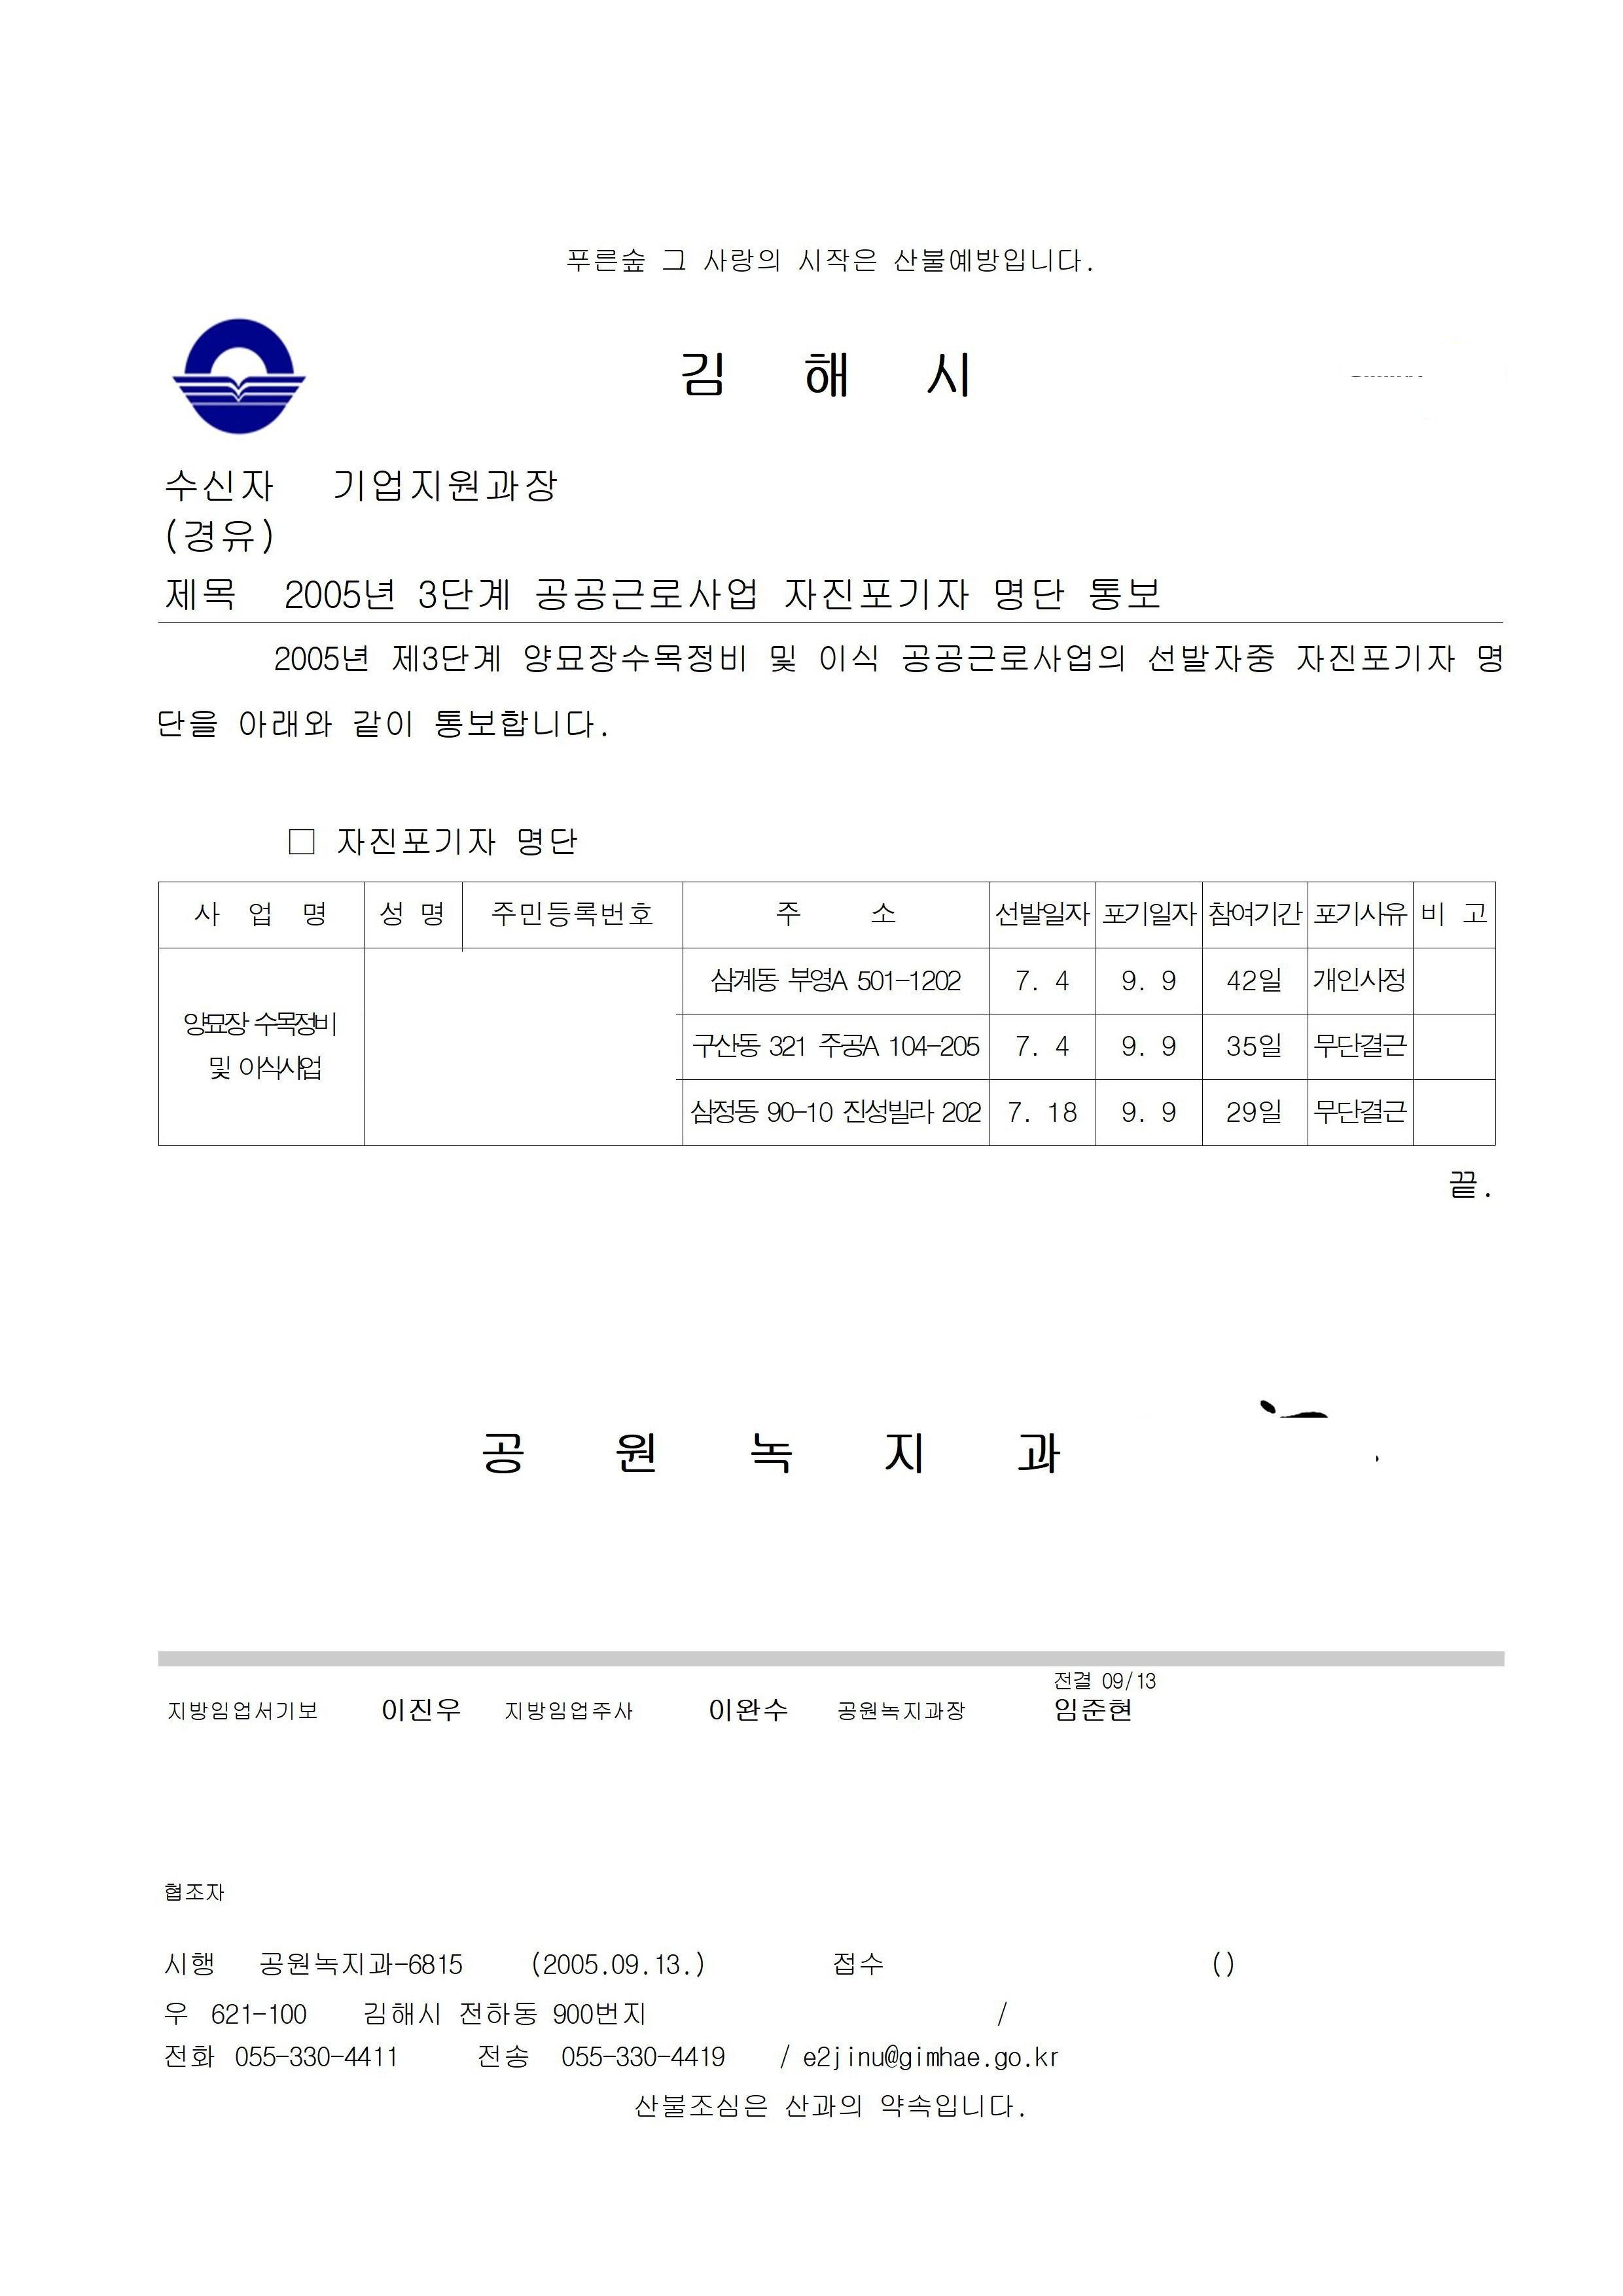 푸른숲 그 사랑의 시작은 산불예방입니다.
김 해 시
수신자 기업지원과장
(경유)
제목 2005년 3단계 공공근로사업 자진포기자 명단 통보
2005년 제3단계 양묘장수목정비 및 이식 공공근로사업의 선발자중 자진포기자 명
단을 아래와 같이 통보합니다.
□ 자진포기자 명단
사 업 명 성 명 주민등록번호 주 소 선발일자 포기일자 참여기간 포기사유 비 고
양묘장 수목정비
및 이식사업
삼계동 부영A 501-1202 7. 4 9. 9 42일 개인사정
구산동 321 주공A 104-205 7. 4 9. 9 35일 무단결근
삼정동 90-10 진성빌라 202 7. 18 9. 9 29일 무단결근
끝.
공 원 녹 지 과
전결 09/13
지방임업서기보 이진우 지방임업주사 이완수 공원녹지과장 임준현
협조자
시행 공원녹지과-6815 (2005.09.13.) 접수 ()
우 621-100 김해시 전하동 900번지 /
전화 055-330-4411 전송 055-330-4419 / e2jinu@gimhae.go.kr
산불조심은 산과의 약속입니다.